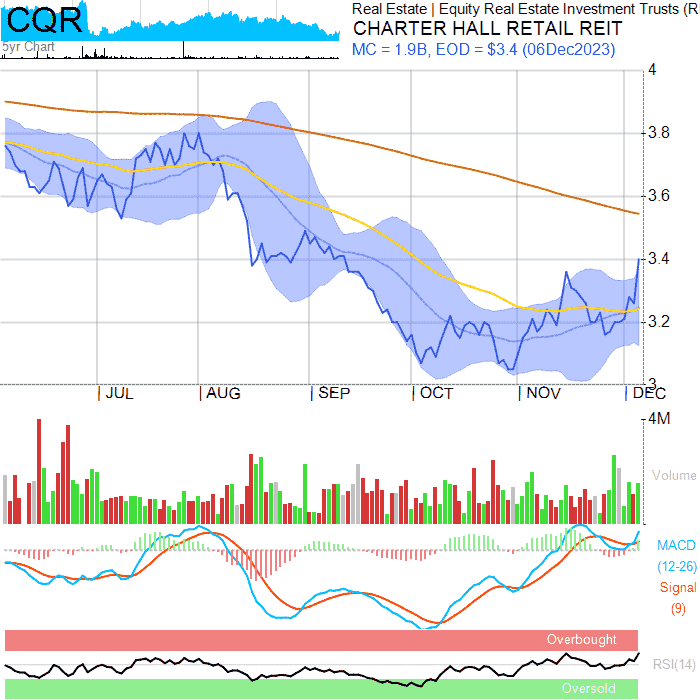 CQR
5yr Chart
Real Estate | Equity Real Estate Investment Trusts (R
CHARTER HALL RETAIL REIT
MC = 1.9B, EOD = $3.4 (06Dec2023)
4
3.8
3.6
3.4
3.2
3
JUL AUG SEP OCT NOV DEC
4M
Volume
MACD
(12-26)
Signal
(9)
Overbought
RSI(14)
Oversold